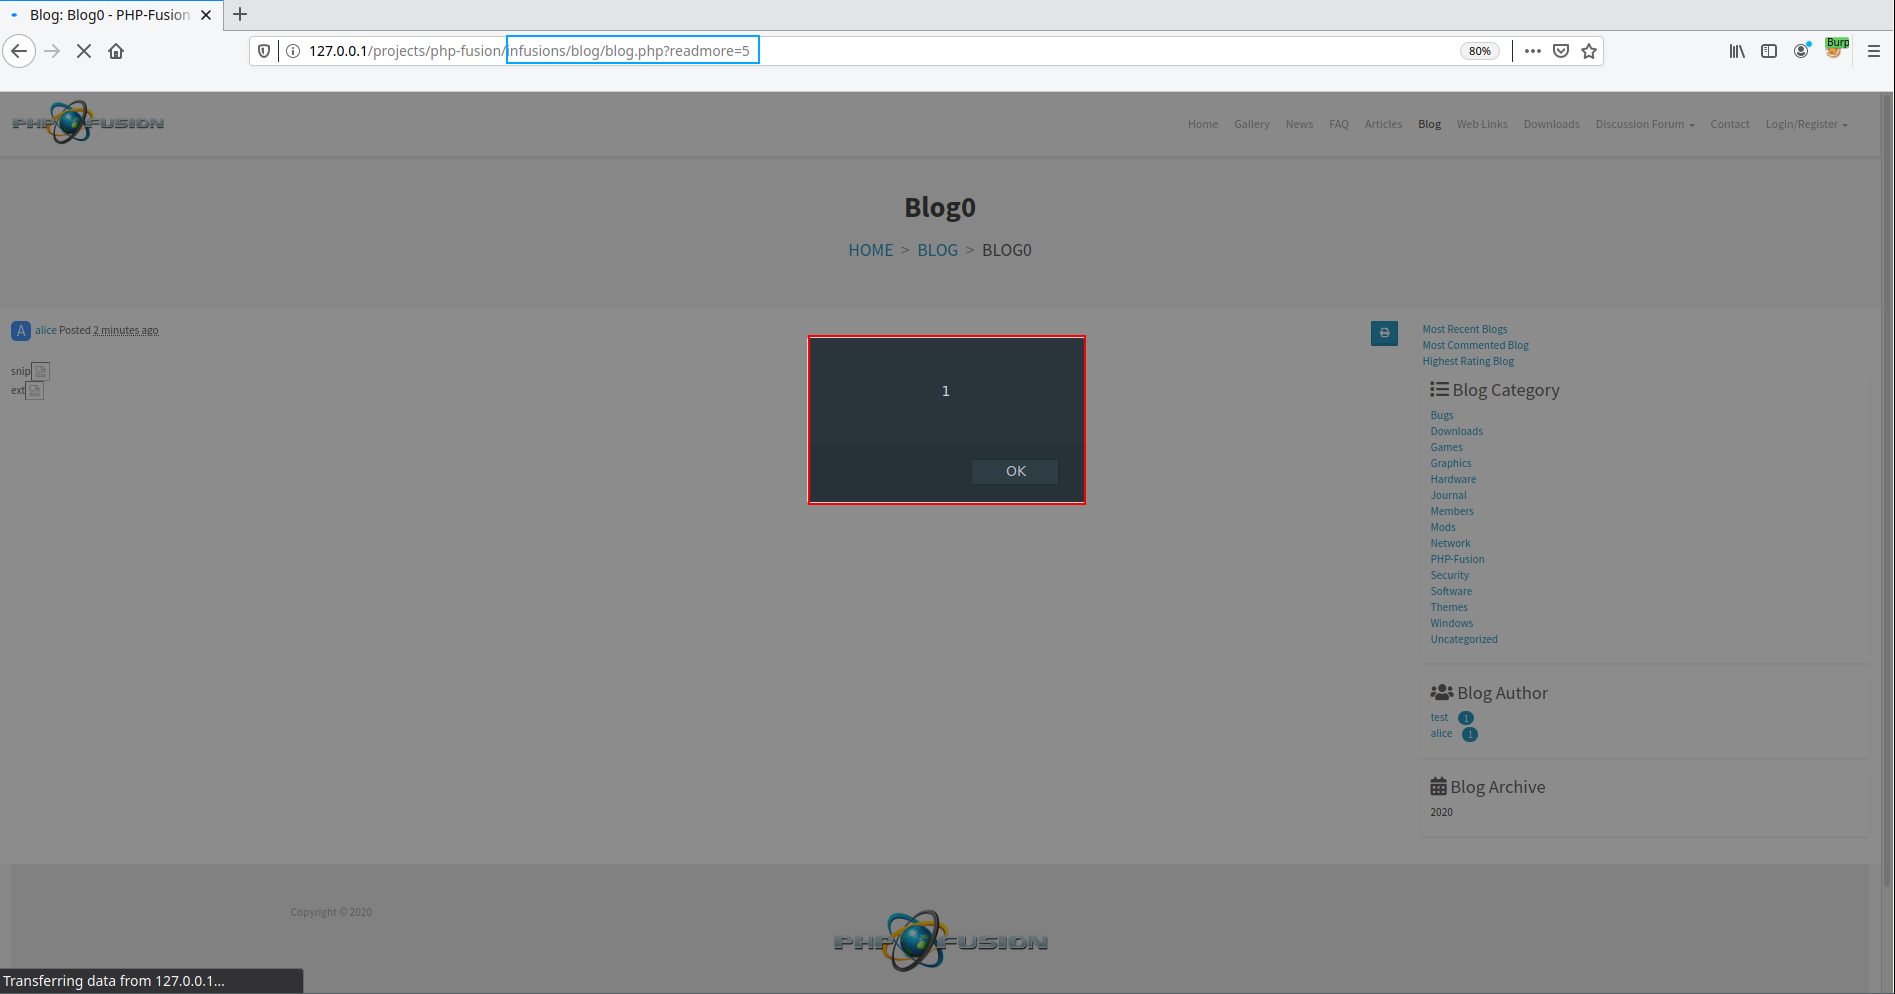 Blog: Blog0 - PHP-Fusion
127.0.0.1/projects/php-fusion/infusions/blog/blog.php?readmore=5
80%
Burp
PHP FUSION
Home Gallery News FAQ Articles Blog Web Links Downloads Discussion Forum Contact Login/Register
Blog0
HOME > BLOG > BLOG0
A alice Posted 2 minutes ago
snip
ext
1
OK
Most Recent Blogs
Most Commented Blog
Highest Rating Blog
Blog Category
Bugs
Downloads
Games
Graphics
Hardware
Journal
Members
Mods
Network
PHP-Fusion
Security
Software
Themes
Windows
Uncategorized
Blog Author
test 1
alice 1
Blog Archive
2020
Copyright © 2020
PHP FUSION
Transferring data from 127.0.0.1...